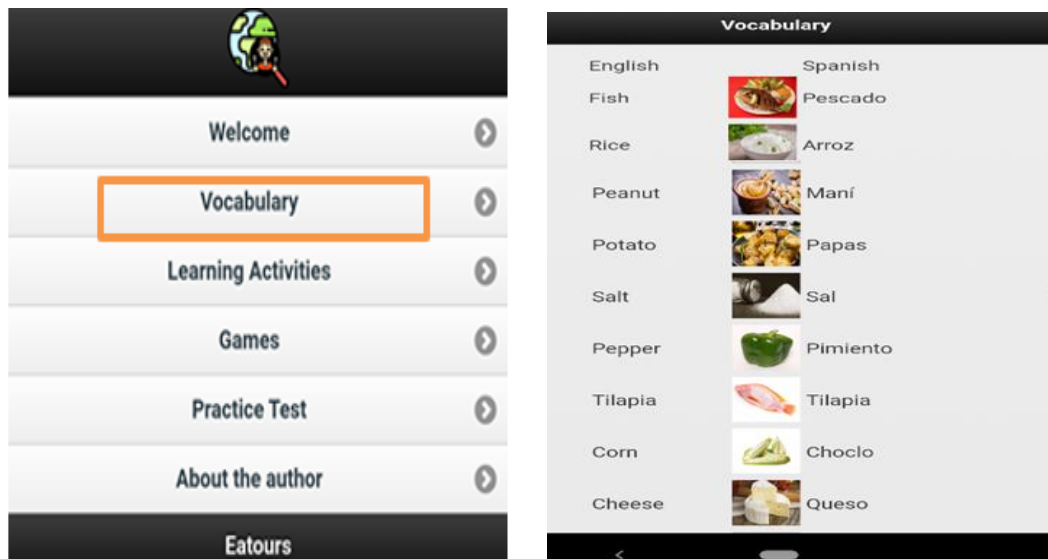 Welcome
Vocabulary
Learning Activities
Games
Practice Test
About the author
Eatours
Vocabulary
English Spanish
Fish Pescado
Rice Arroz
Peanut Maní
Potato Papas
Salt Sal
Pepper Pimiento
Tilapia Tilapia
Corn Choclo
Cheese Queso